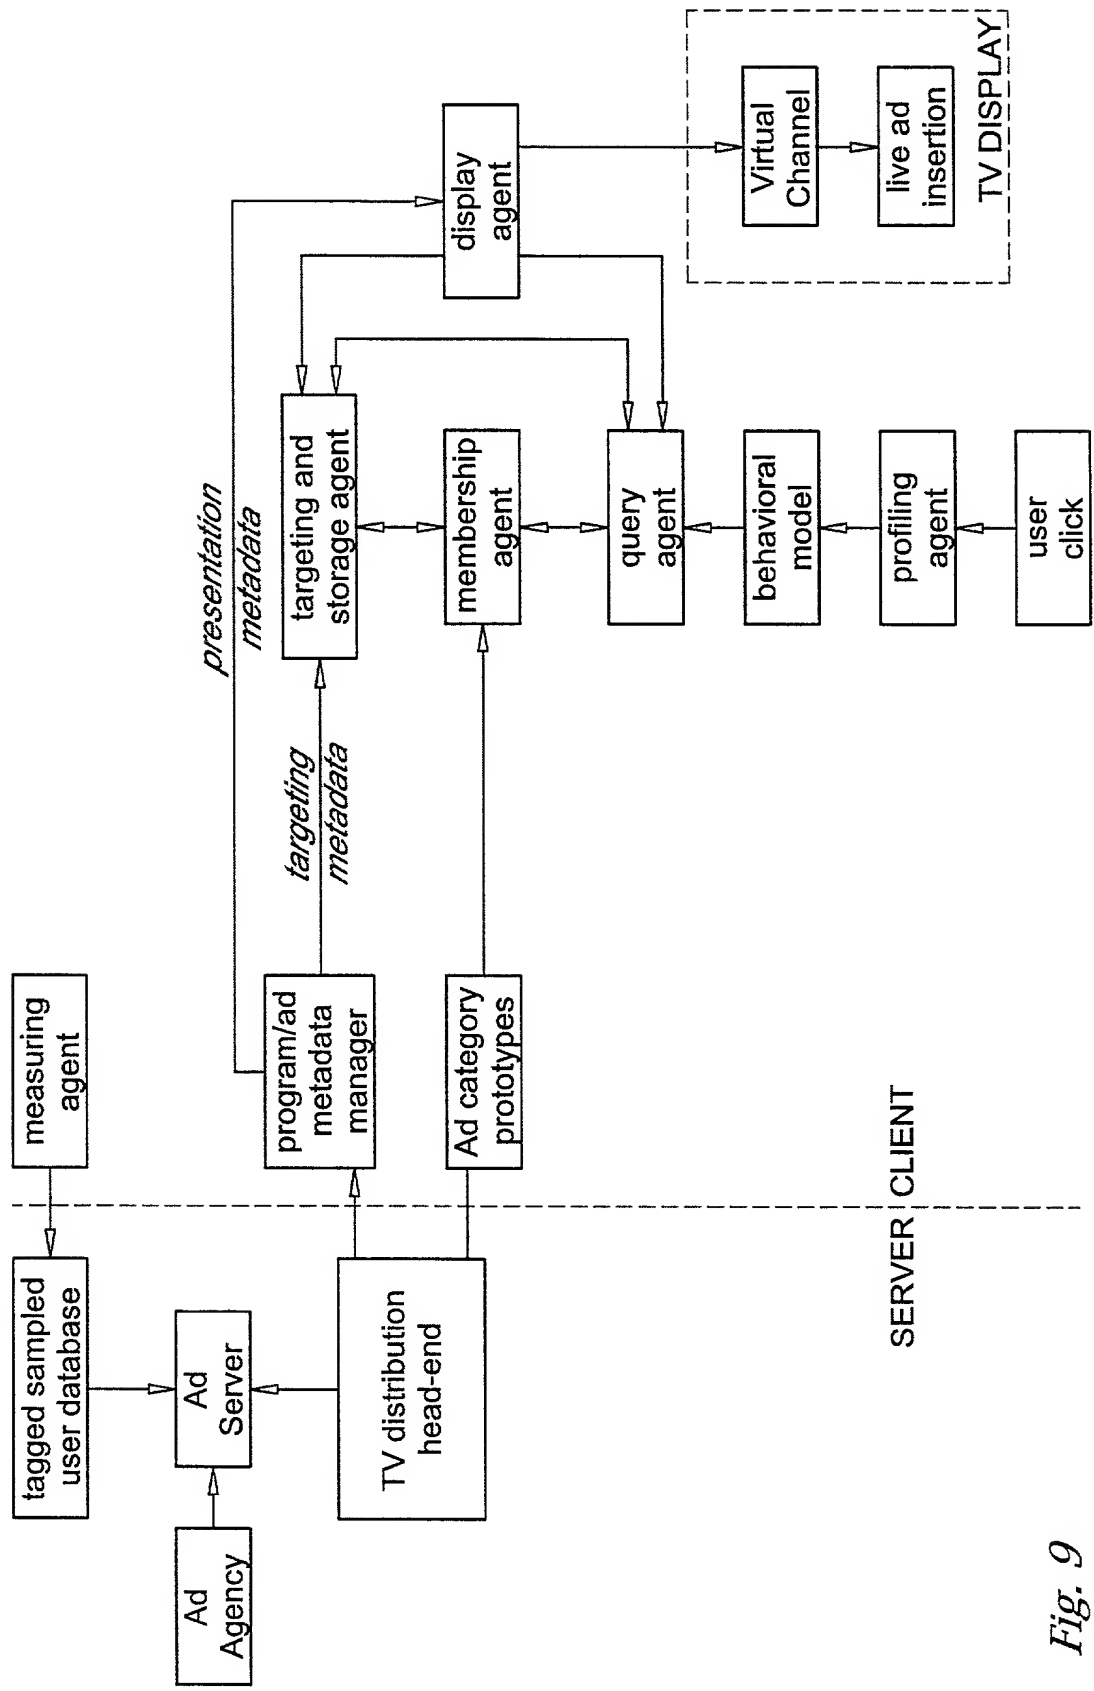 measuring
agent
tagged sampled
user database
Ad
Agency
Ad
Server
TV distribution
head-end
program/ad
metadata
manager
Ad category
prototypes
presentation
metadata
targeting
metadata
targeting and
storage agent
membership
agent
query
agent
behavioral
model
profiling
agent
user
click
display
agent
Virtual
Channel
live ad
insertion
TV DISPLAY
SERVER
CLIENT
Fig. 9